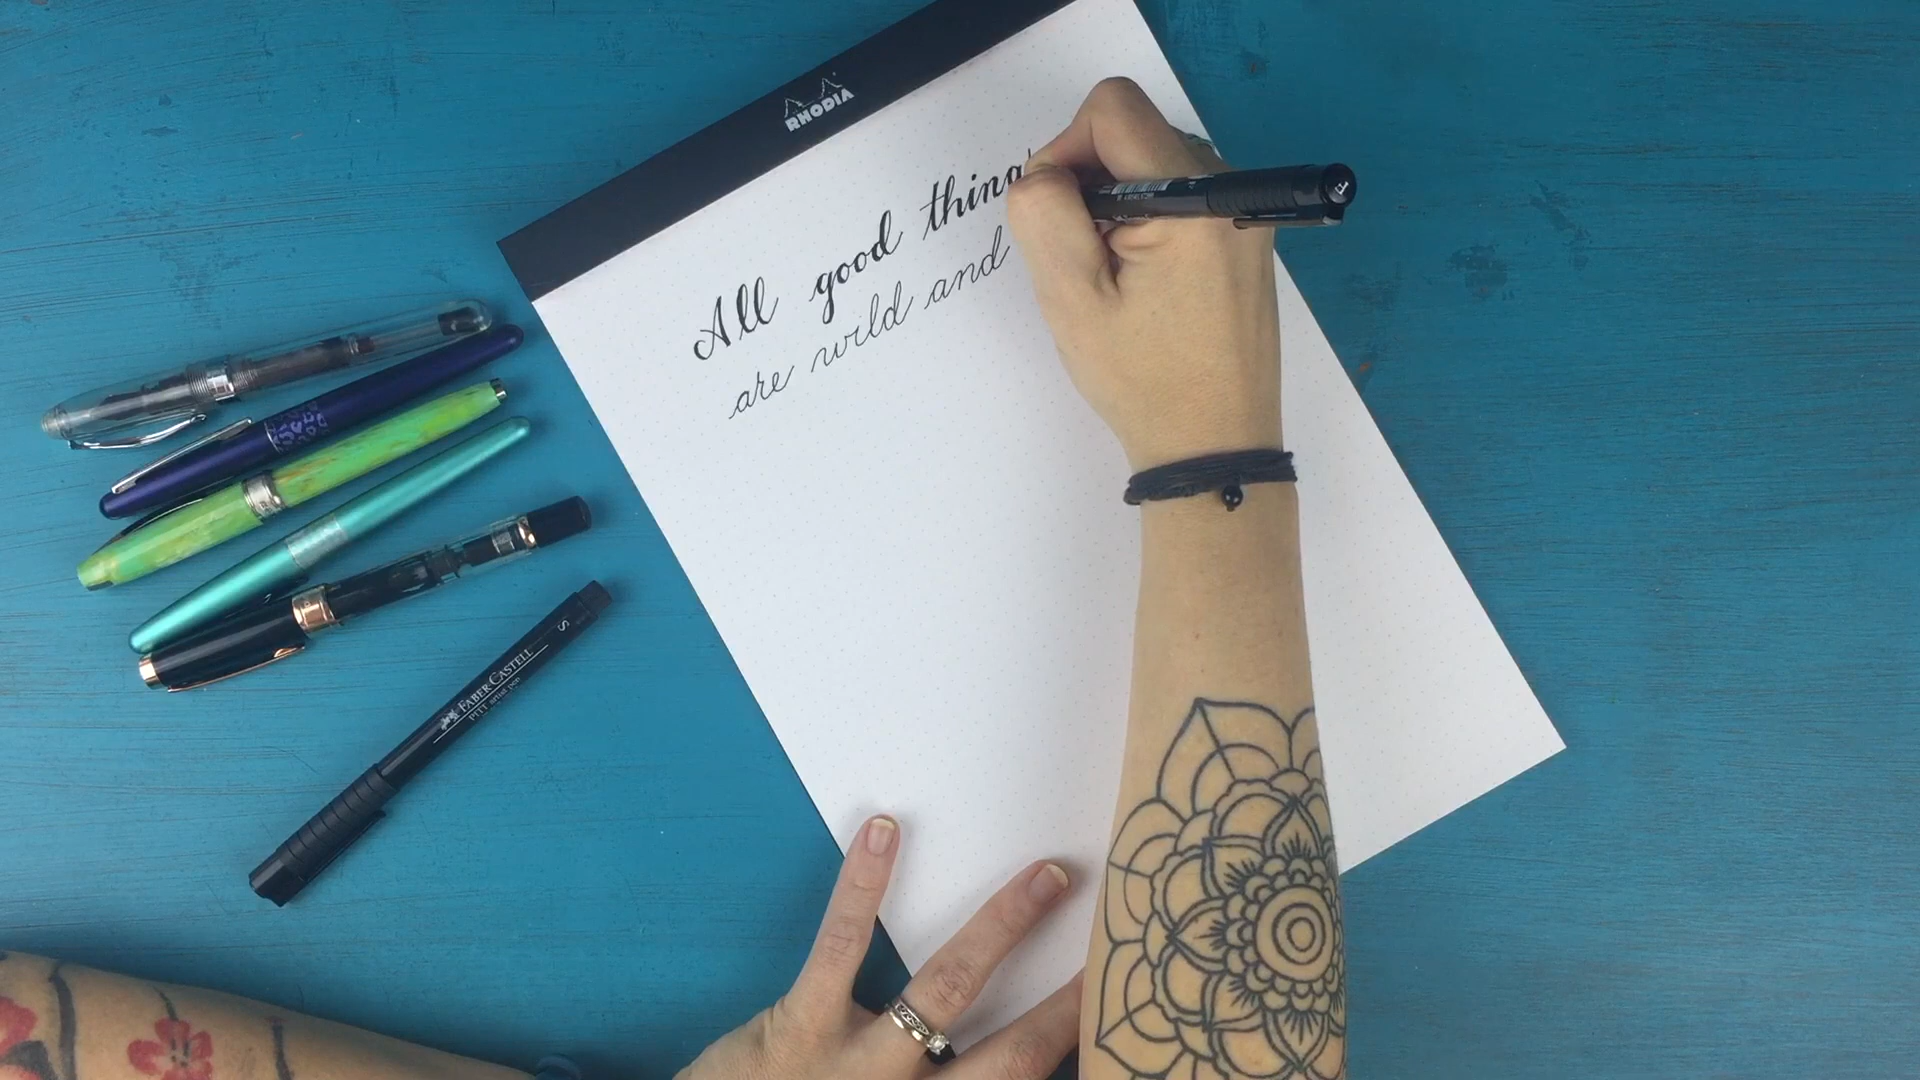 RHODIA
All good thing
are wild and
F
S
FABER CASTELL
PITT artist pen